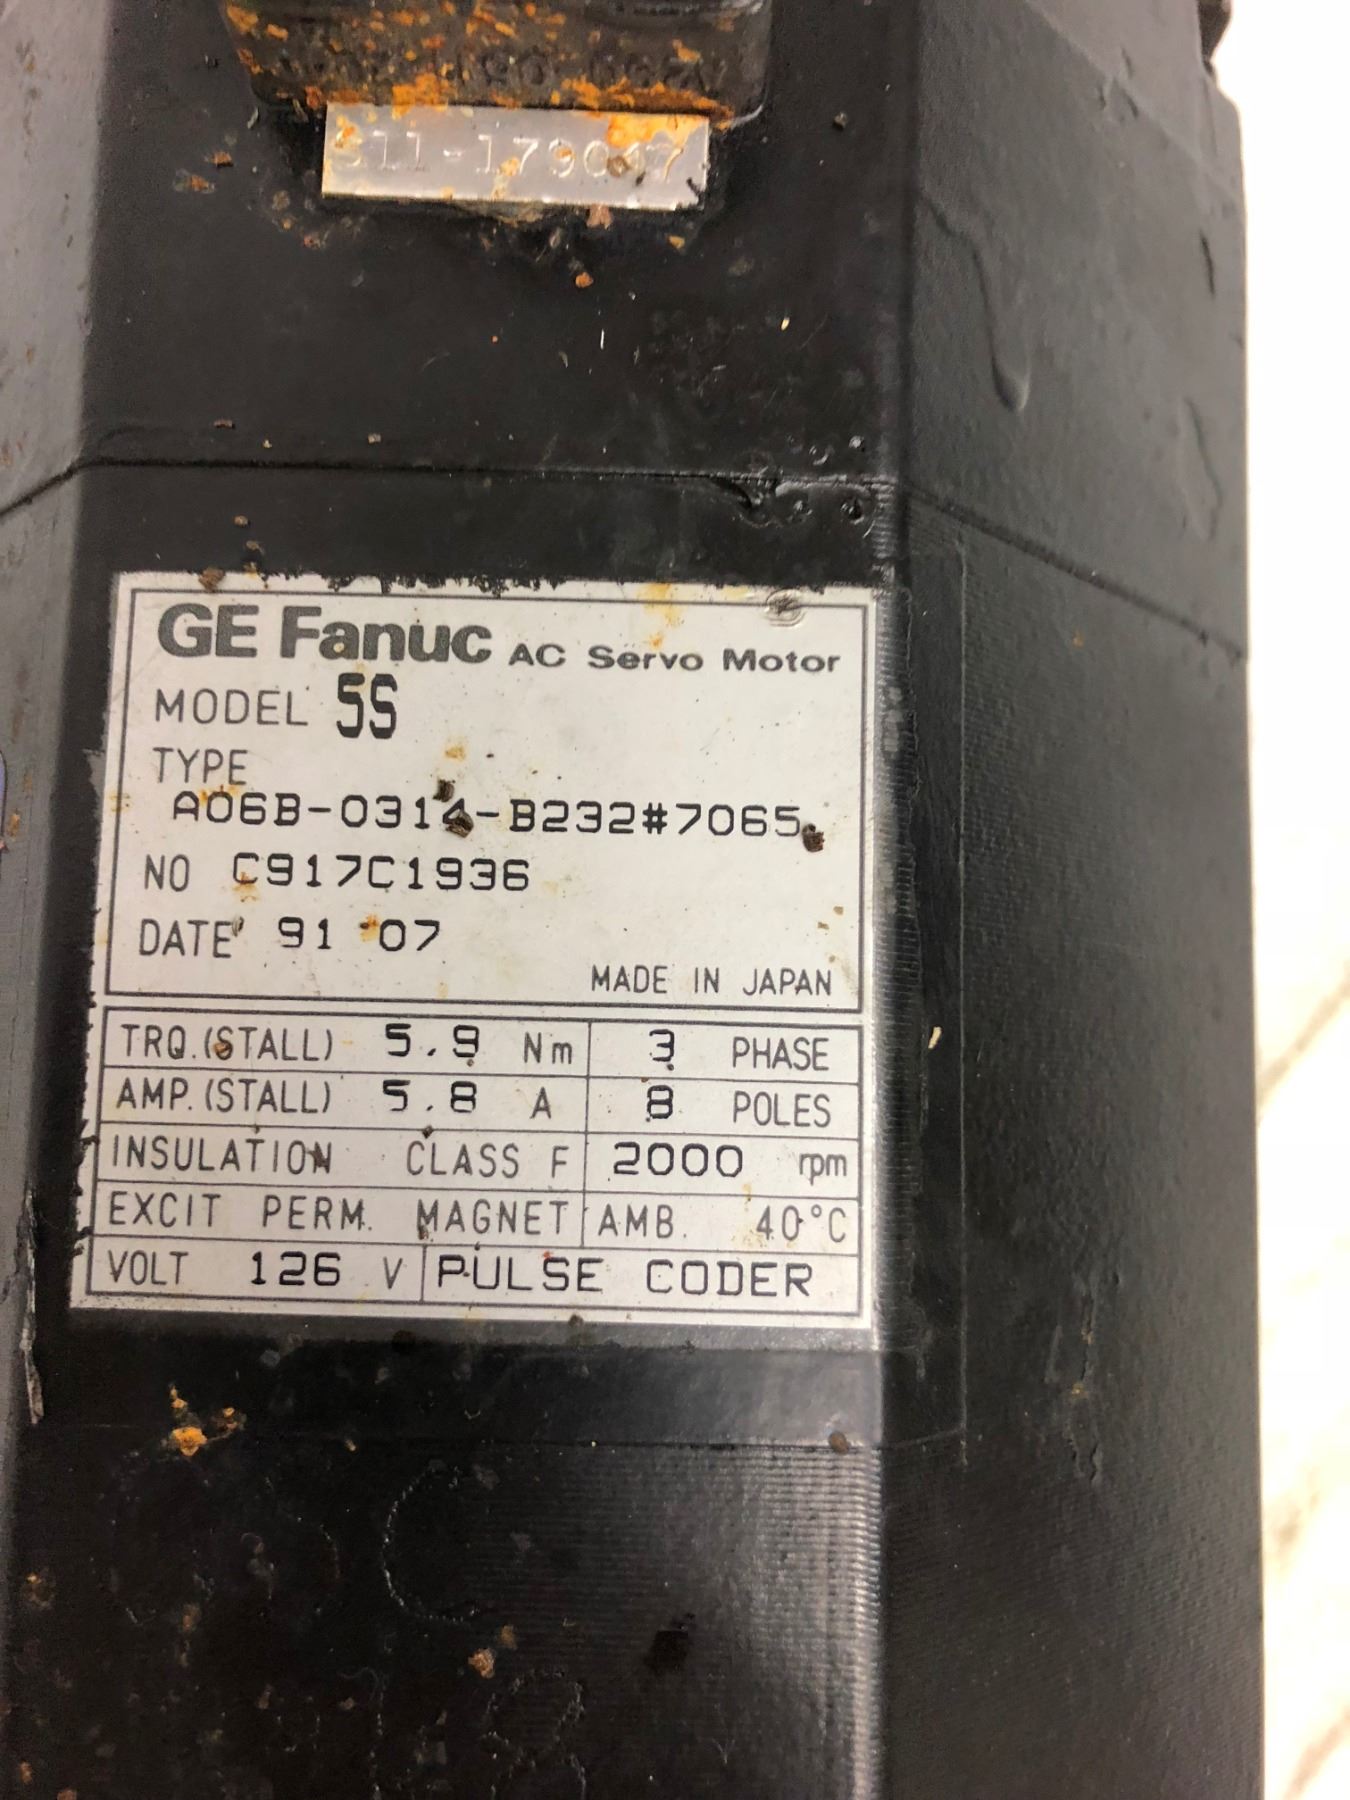 GE Fanuc AC Servo Motor
MODEL 5S
TYPE
A06B-0314-B232#7065
NO C917C1936
DATE 91 07
MADE IN JAPAN
TRQ.(STALL) 5.9 Nm 3 PHASE
AMP.(STALL) 5.8 A 8 POLES
INSULATION CLASS F 2000 rpm
EXCIT PERM. MAGNET AMB. 40°C
VOLT 126 V PULSE CODER